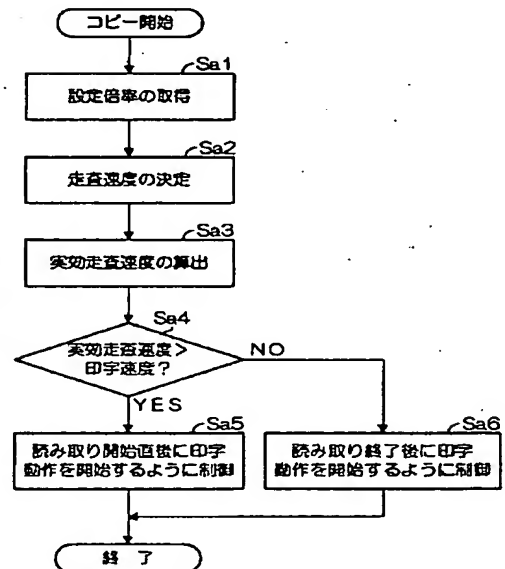 コピー開始
Sa1
設定倍率の取得
Sa2
走査速度の決定
Sa3
実効走査速度の算出
Sa4
実効走査速度>
印字速度?
NO
YES
Sa5
読み取り開始直後に印字
動作を開始するように制御
Sa6
読み取り終了後に印字
動作を開始するように制御
終了